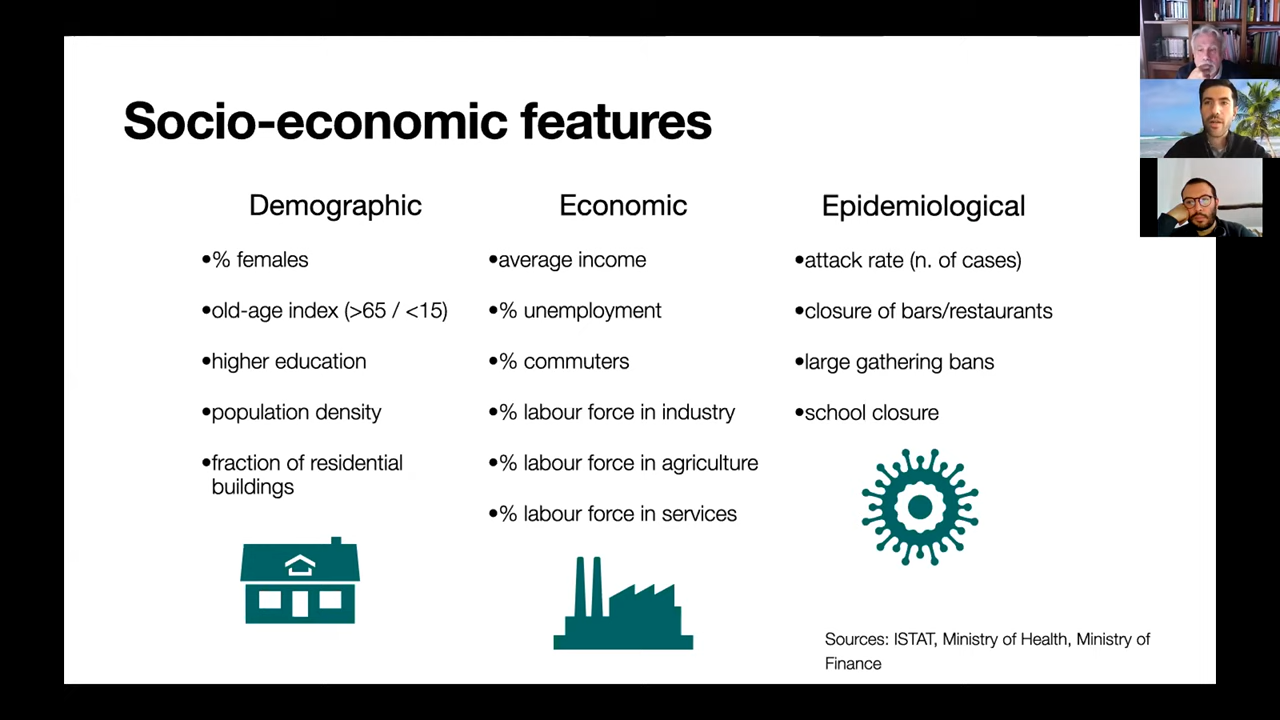 Socio-economic features
Demographic
•% females
•old-age index (>65 / <15)
•higher education
•population density
•fraction of residential
buildings
Economic
•average income
•% unemployment
•% commuters
•% labour force in industry
•% labour force in agriculture
•% labour force in services
Epidemiological
•attack rate (n. of cases)
•closure of bars/restaurants
•large gathering bans
•school closure
Sources: ISTAT, Ministry of Health, Ministry of
Finance